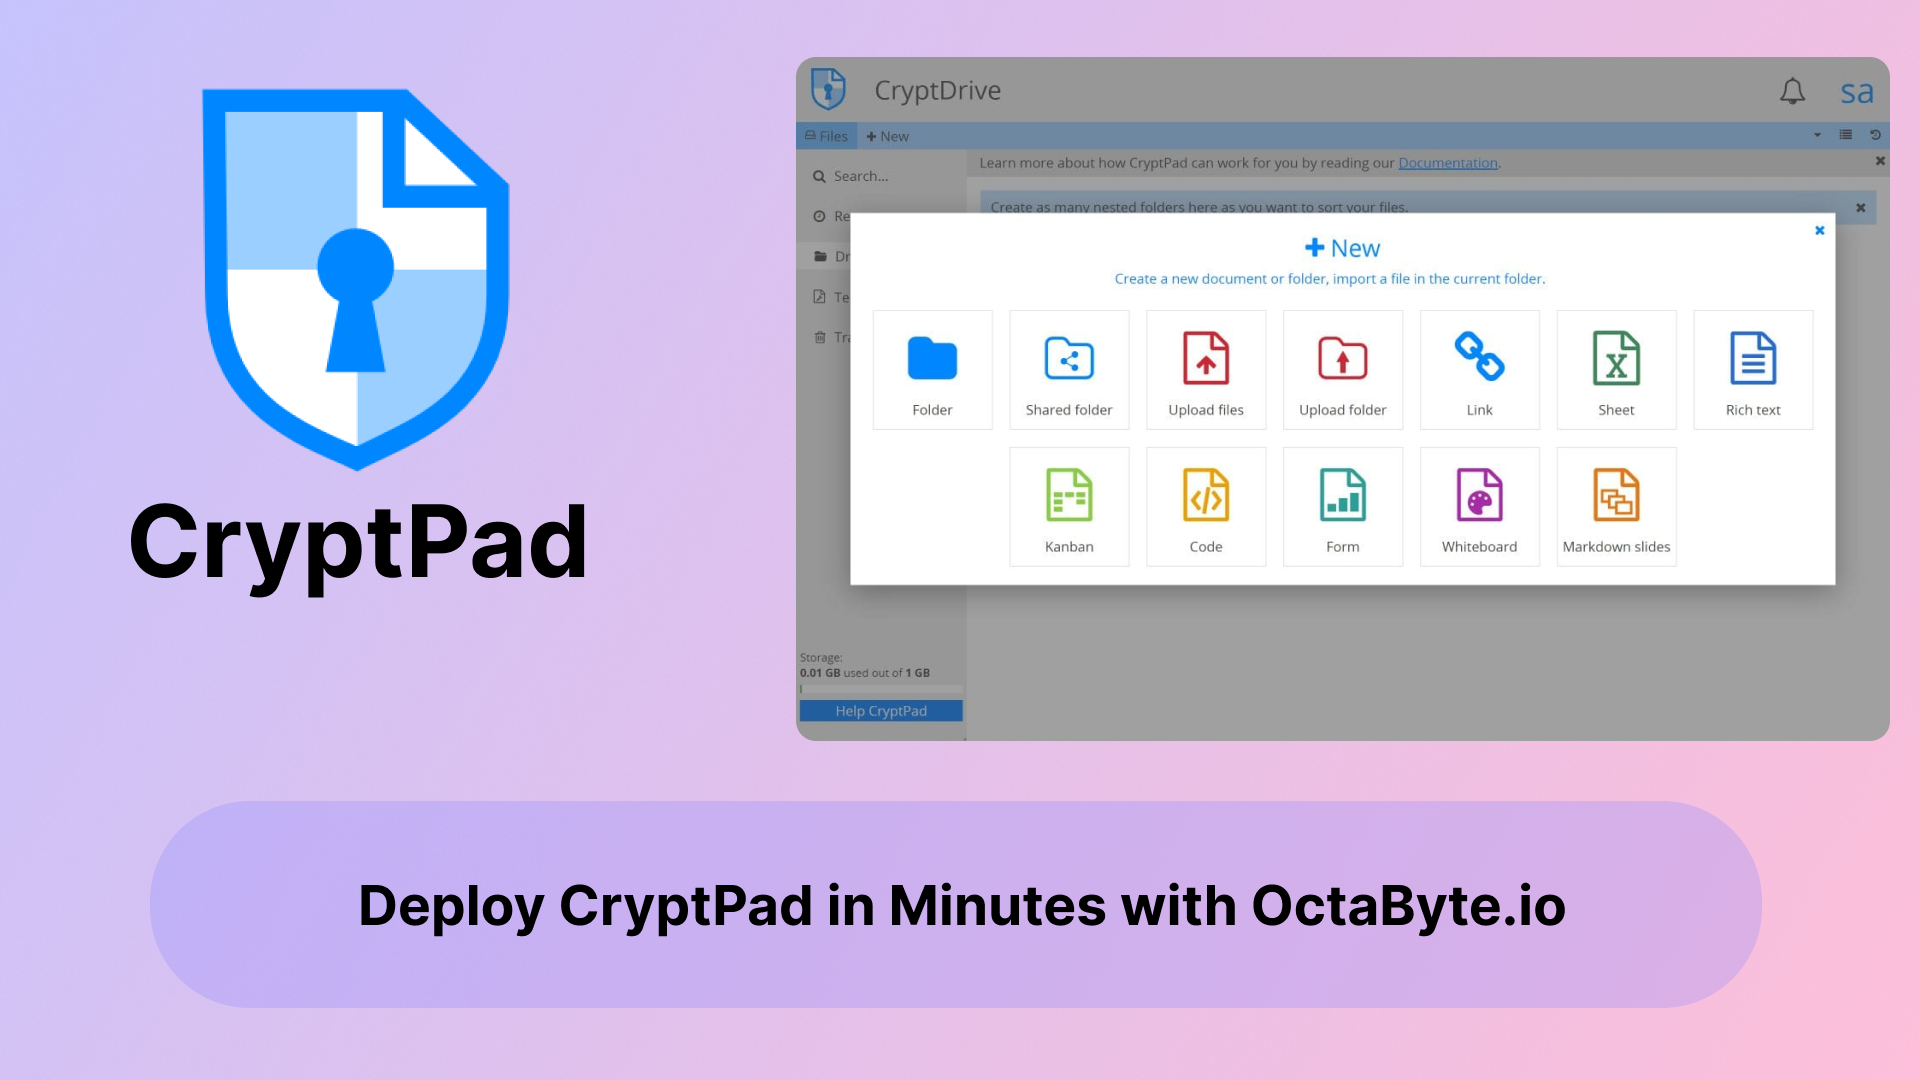 CryptPad
CryptDrive
sa
Files
New
Learn more about how CryptPad can work for you by reading our Documentation.
Search...
Create as many nested folders here as you want to sort your files.
Re
Dr
Te
Tra
New
Create a new document or folder, import a file in the current folder.
Folder
Shared folder
Upload files
Upload folder
Link
Sheet
Rich text
Kanban
Code
Form
Whiteboard
Markdown slides
Storage:
0.01 GB used out of 1 GB
Help CryptPad
Deploy CryptPad in Minutes with OctaByte.io